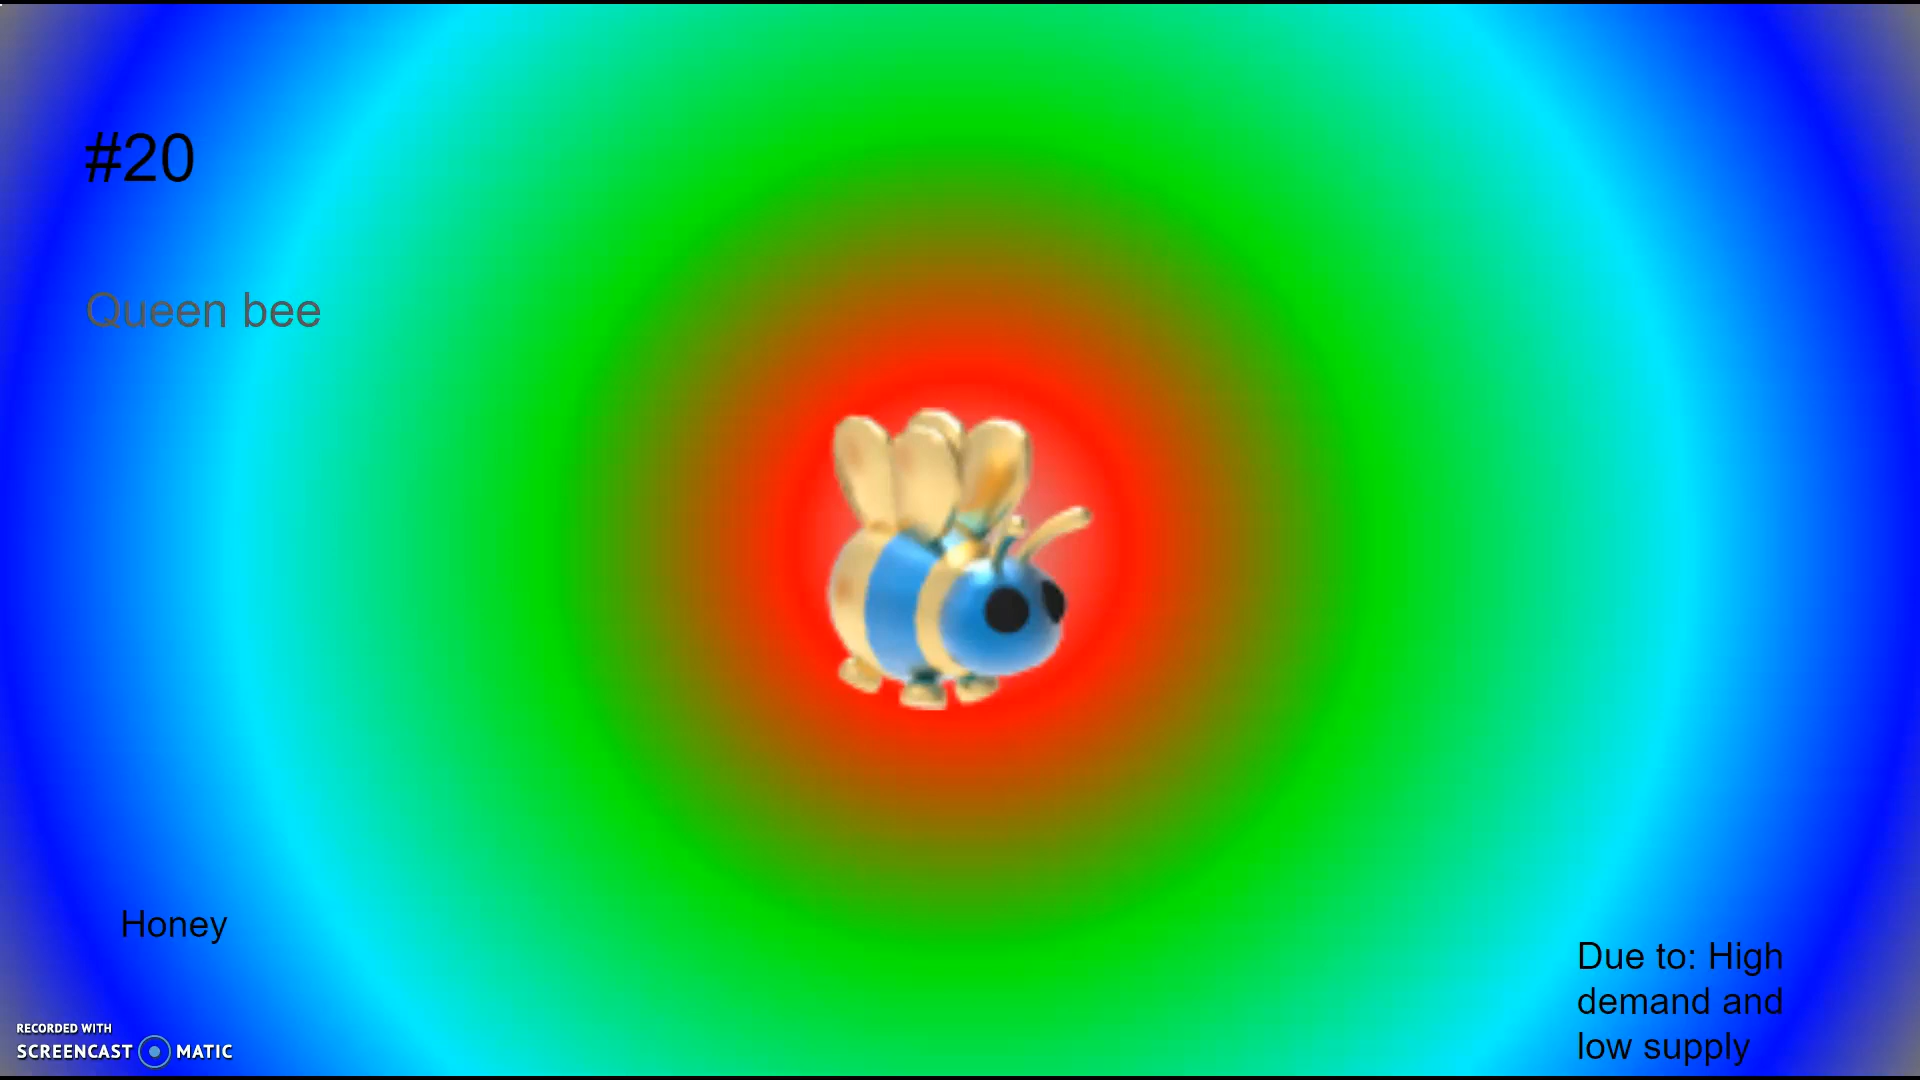 #20
Queen bee
Honey
Due to: High
demand and
low supply
RECORDED WITH
SCREENCAST MATIC